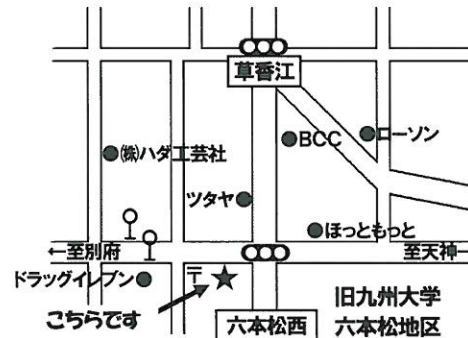 草香江
BCC
ローソン
㈱ハダ工芸社
ツタヤ
ほっともっと
←至別府
至天神→
ドラッグイレブン
〒
こちらです
旧九州大学
六本松地区
六本松西